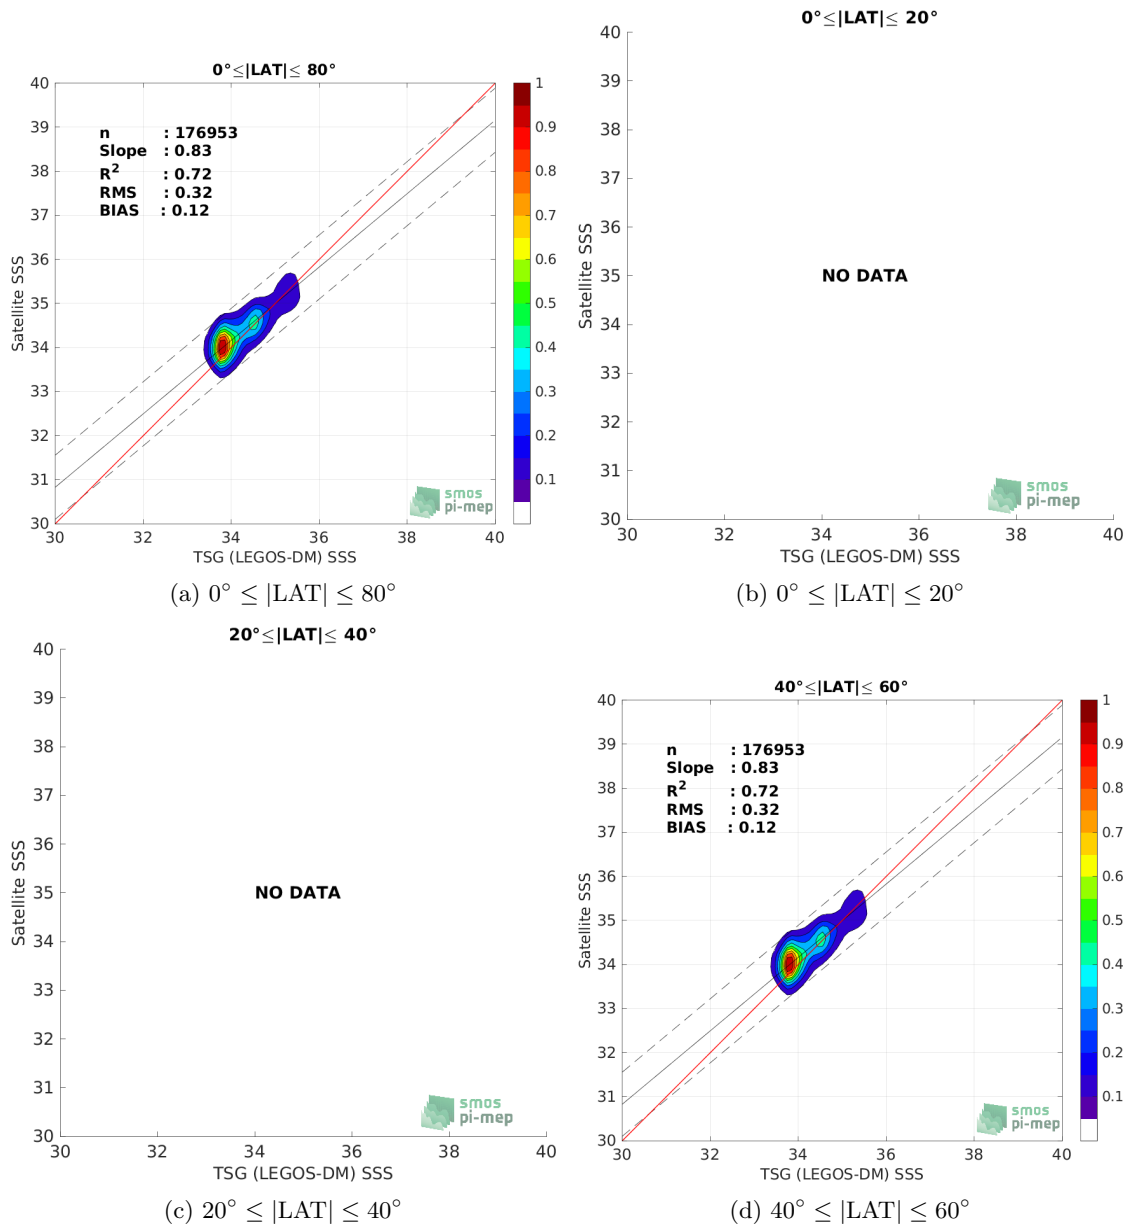 0°≤|LAT|≤ 80°
40
39
38
37
36
35
34
33
32
31
30
30
32
34
36
38
40
Satellite SSS
TSG (LEGOS-DM) SSS
n : 176953
Slope : 0.83
R² : 0.72
RMS : 0.32
BIAS : 0.12
smos
pi-mep
1
0.9
0.8
0.7
0.6
0.5
0.4
0.3
0.2
0.1
(a) 0° ≤ |LAT| ≤ 80°
0°≤|LAT|≤ 20°
40
39
38
37
36
35
34
33
32
31
30
30
32
34
36
38
40
Satellite SSS
TSG (LEGOS-DM) SSS
NO DATA
smos
pi-mep
(b) 0° ≤ |LAT| ≤ 20°
20°≤|LAT|≤ 40°
40
39
38
37
36
35
34
33
32
31
30
30
32
34
36
38
40
Satellite SSS
TSG (LEGOS-DM) SSS
NO DATA
smos
pi-mep
(c) 20° ≤ |LAT| ≤ 40°
40°≤|LAT|≤ 60°
40
39
38
37
36
35
34
33
32
31
30
30
32
34
36
38
40
Satellite SSS
TSG (LEGOS-DM) SSS
n : 176953
Slope : 0.83
R² : 0.72
RMS : 0.32
BIAS : 0.12
smos
pi-mep
1
0.9
0.8
0.7
0.6
0.5
0.4
0.3
0.2
0.1
(d) 40° ≤ |LAT| ≤ 60°